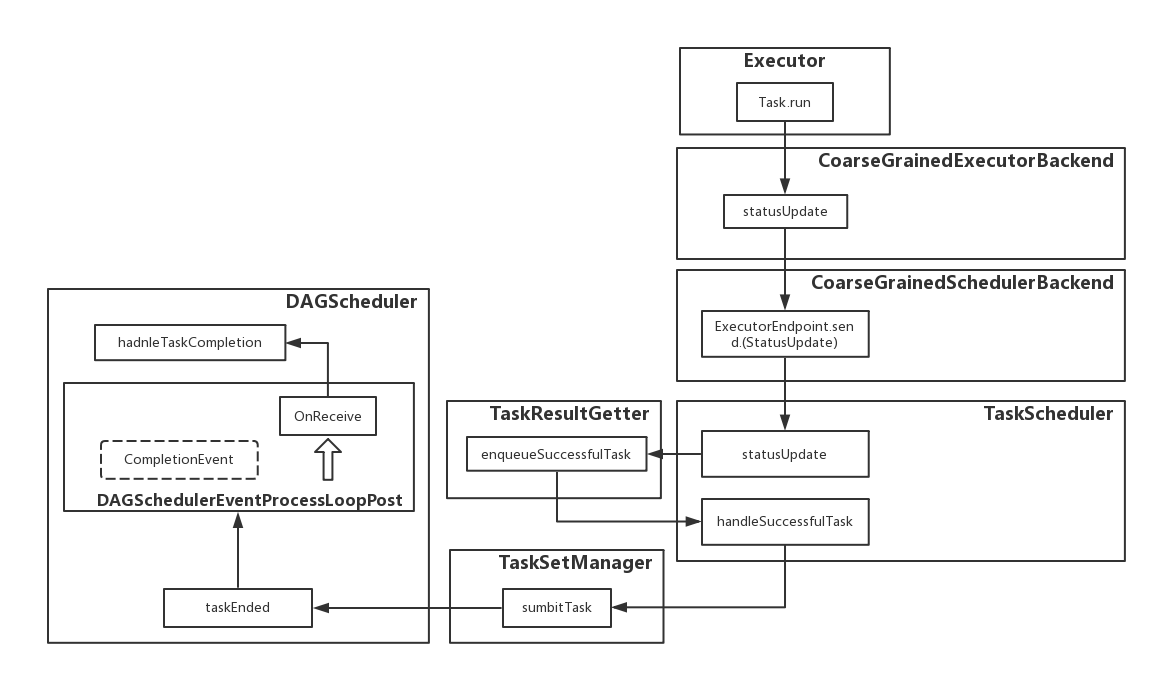 Executor
Task.run
CoarseGrainedExecutorBackend
statusUpdate
CoarseGrainedSchedulerBackend
ExecutorEndpoint.sen
d.(StatusUpdate)
TaskScheduler
statusUpdate
handleSuccessfulTask
TaskResultGetter
enqueueSuccessfulTask
TaskSetManager
sumbitTask
DAGScheduler
hadnleTaskCompletion
OnReceive
CompletionEvent
DAGSchedulerEventProcessLoopPost
taskEnded